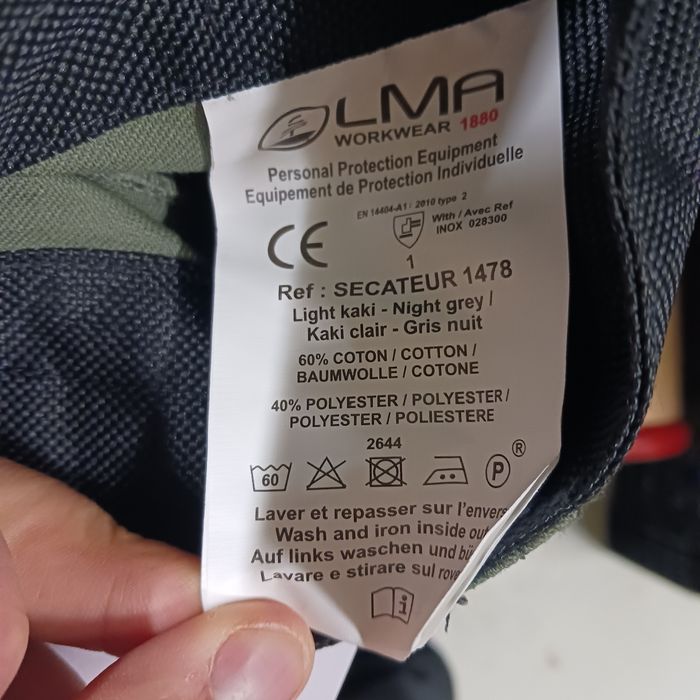 LMA
WORKWEAR 1880
Personal Protection Equipment
Equipement de Protection Individuelle
EN 14404-A1 : 2010 type 2
With / Avec Ref
INOX 028300
CE
1
Ref : SECATEUR 1478
Light kaki - Night grey /
Kaki clair - Gris nuit
60% COTON / COTTON /
BAUMWOLLE / COTONE
40% POLYESTER / POLYESTER /
POLYESTER / POLIESTERE
2644
60 P ®
Laver et repasser sur l'envers
Wash and iron inside out
Auf links waschen und
Lavare e stirare sul
i